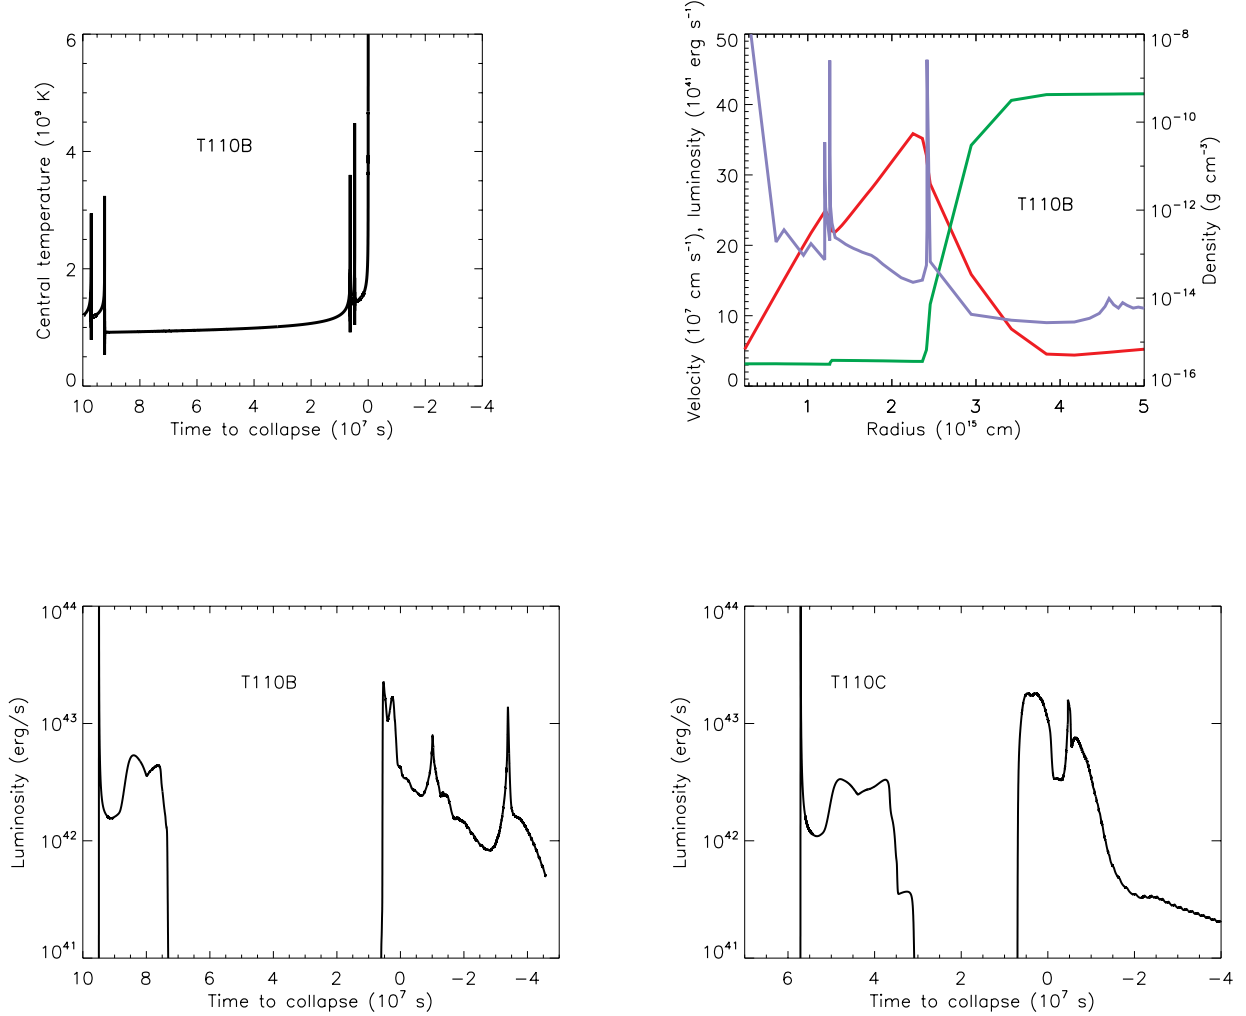 6
4
2
0
Central temperature (10⁹ K)
T110B
10 8 6 4 2 0 −2 −4
Time to collapse (10⁷ s)
50
40
30
20
10
0
Velocity (10⁷ cm s⁻¹), luminosity (10⁴¹ erg s⁻¹)
T110B
10⁻⁸
10⁻¹⁰
10⁻¹²
10⁻¹⁴
10⁻¹⁶
Density (g cm⁻³)
1 2 3 4 5
Radius (10¹⁵ cm)
10⁴⁴
10⁴³
10⁴²
10⁴¹
Luminosity (erg/s)
T110B
10 8 6 4 2 0 −2 −4
Time to collapse (10⁷ s)
10⁴⁴
10⁴³
10⁴²
10⁴¹
Luminosity (erg/s)
T110C
6 4 2 0 −2 −4
Time to collapse (10⁷ s)